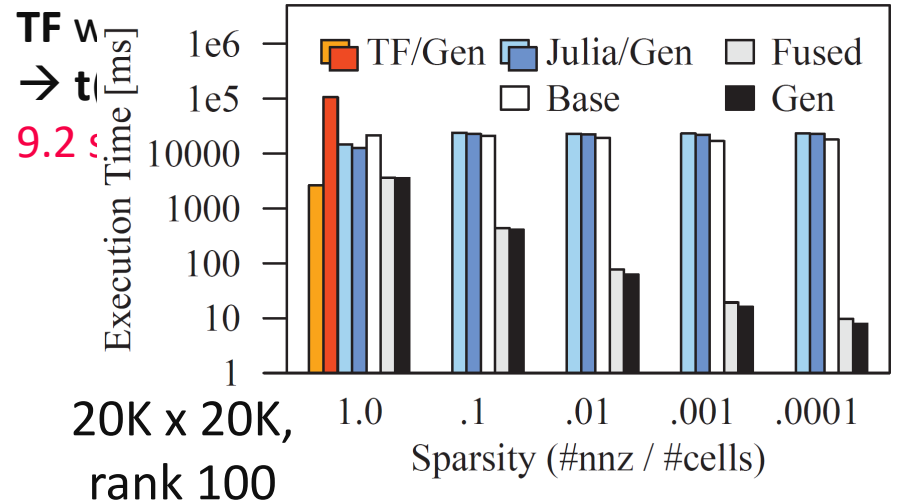 TF
→
9.2
Execution Time [ms]
1e6
1e5
10000
1000
100
10
1
TF/Gen Julia/Gen Fused
Base Gen
1.0 .1 .01 .001 .0001
Sparsity (#nnz / #cells)
20K x 20K,
rank 100